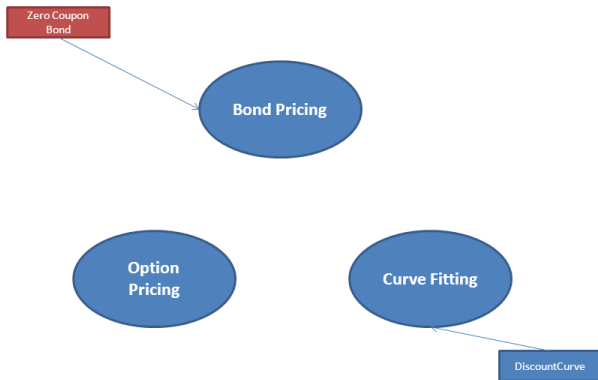 Zero Coupon
Bond
Bond Pricing
Option
Pricing
Curve Fitting
DiscountCurve